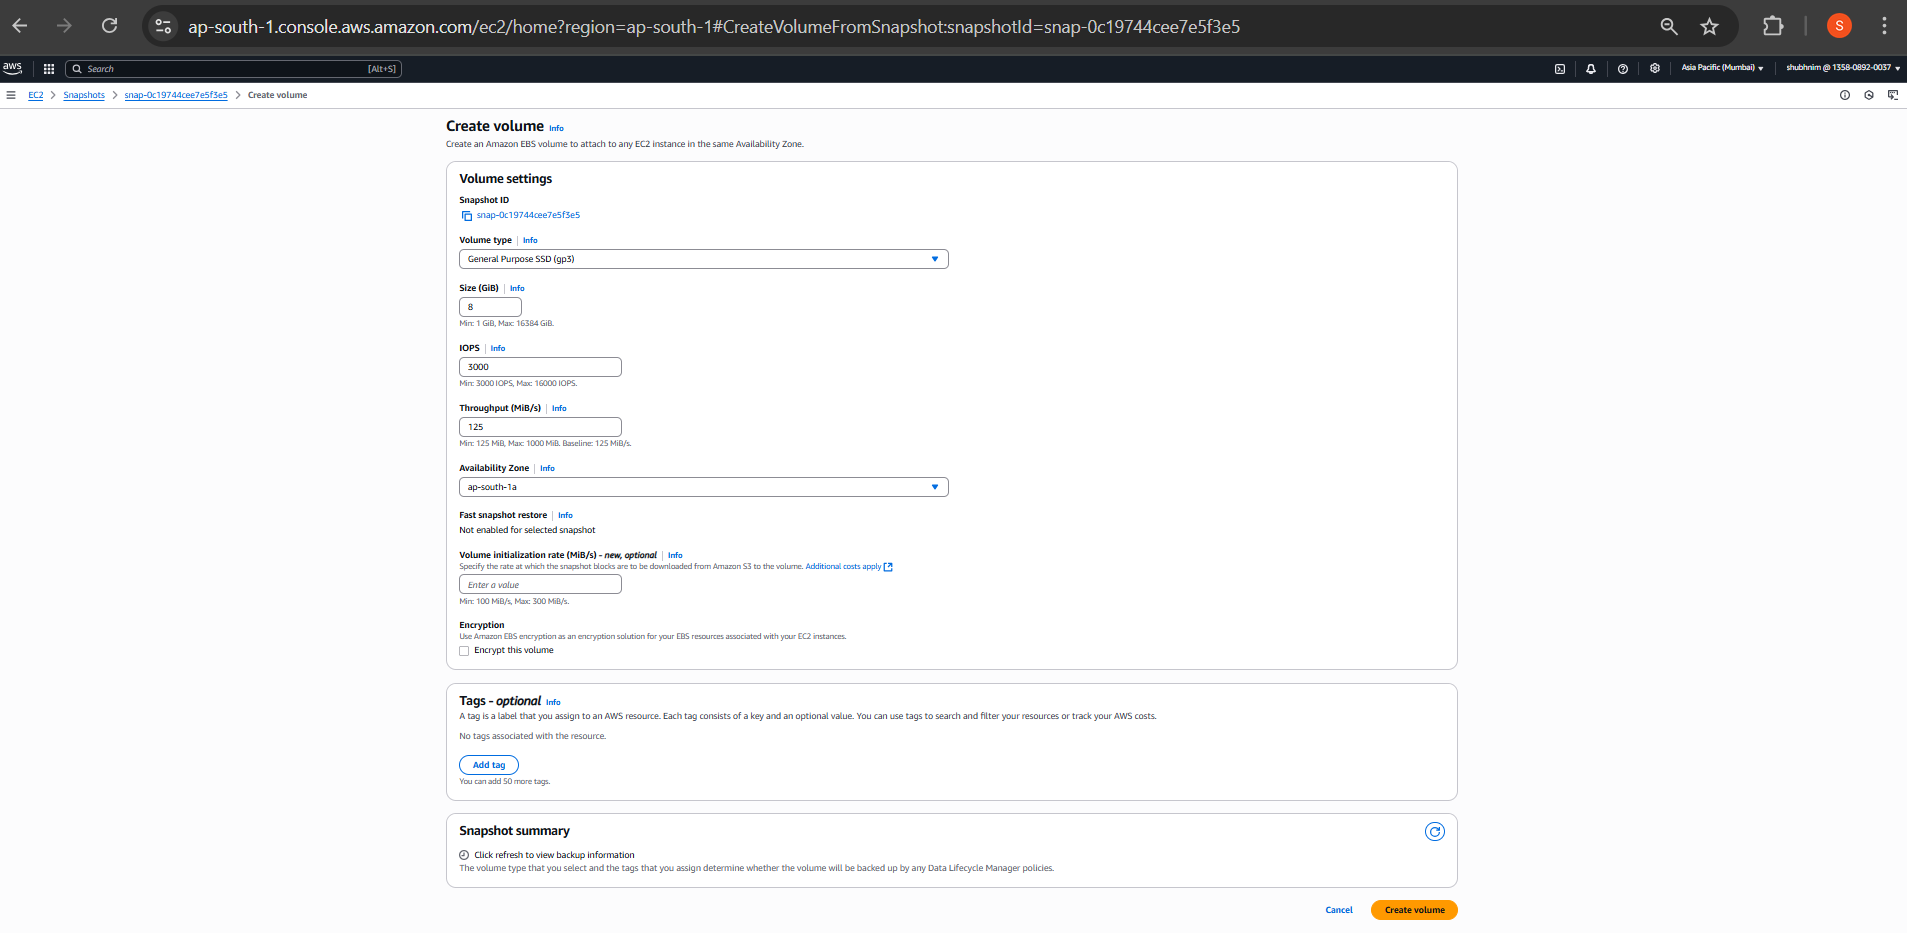 ap-south-1.console.aws.amazon.com/ec2/home?region=ap-south-1#CreateVolumeFromSnapshot:snapshotId=snap-0c19744cee7e5f3e5
S
aws
Search
[Alt+S]
Asia Pacific (Mumbai)
shubhnim @ 1358-0892-0037
EC2 > Snapshots > snap-0c19744cee7e5f3e5 > Create volume
Create volume Info
Create an Amazon EBS volume to attach to any EC2 instance in the same Availability Zone.
Volume settings
Snapshot ID
snap-0c19744cee7e5f3e5
Volume type | Info
General Purpose SSD (gp3)
Size (GiB) | Info
8
Min: 1 GiB, Max: 16384 GiB.
IOPS | Info
3000
Min: 3000 IOPS, Max: 16000 IOPS.
Throughput (MiB/s) | Info
125
Min: 125 MiB, Max: 1000 MiB. Baseline: 125 MiB/s.
Availability Zone | Info
ap-south-1a
Fast snapshot restore | Info
Not enabled for selected snapshot
Volume initialization rate (MiB/s) - new, optional | Info
Specify the rate at which the snapshot blocks are to be downloaded from Amazon S3 to the volume. Additional costs apply
Enter a value
Min: 100 MiB/s, Max: 300 MiB/s.
Encryption
Use Amazon EBS encryption as an encryption solution for your EBS resources associated with your EC2 instances.
Encrypt this volume
Tags - optional Info
A tag is a label that you assign to an AWS resource. Each tag consists of a key and an optional value. You can use tags to search and filter your resources or track your AWS costs.
No tags associated with the resource.
Add tag
You can add 50 more tags.
Snapshot summary
Click refresh to view backup information
The volume type that you select and the tags that you assign determine whether the volume will be backed up by any Data Lifecycle Manager policies.
Cancel
Create volume